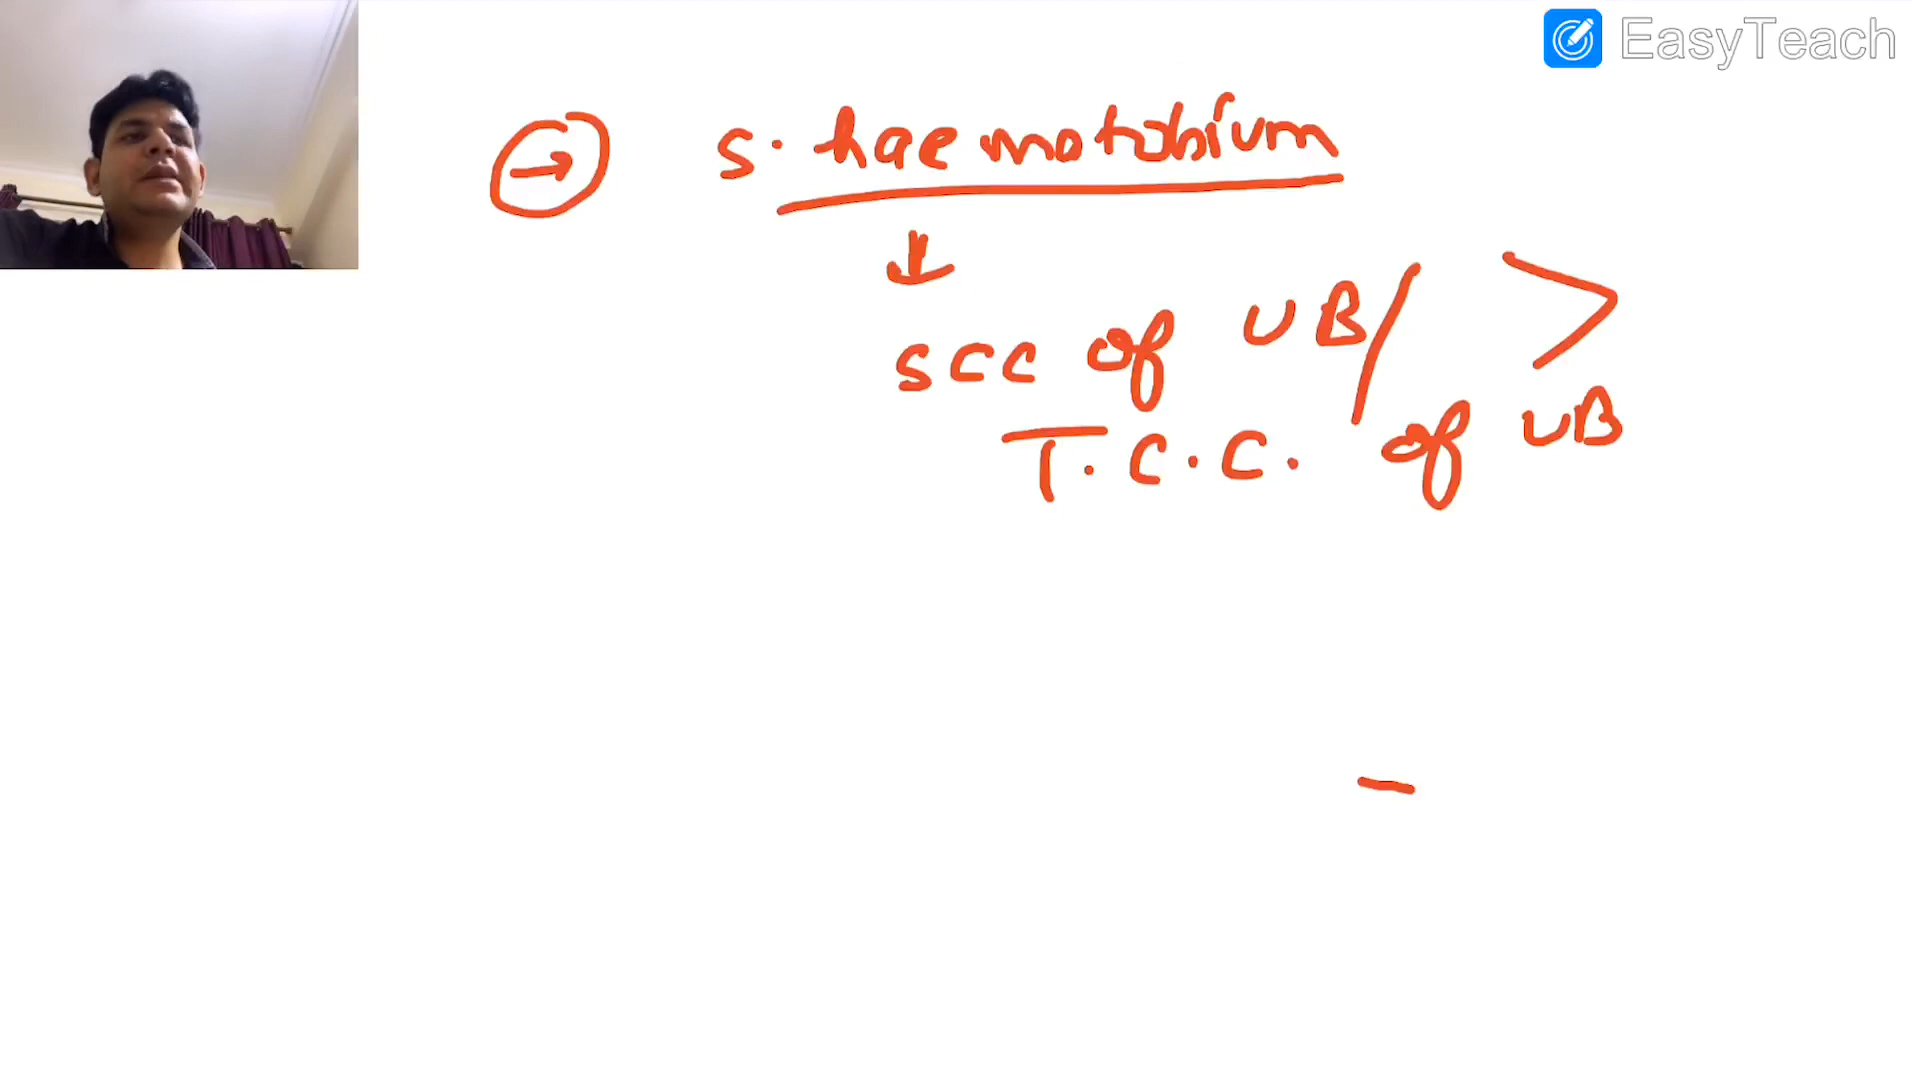 EasyTeach
→ S. haematobium
↓
SCC of UB/ >
T.C.C. of UB